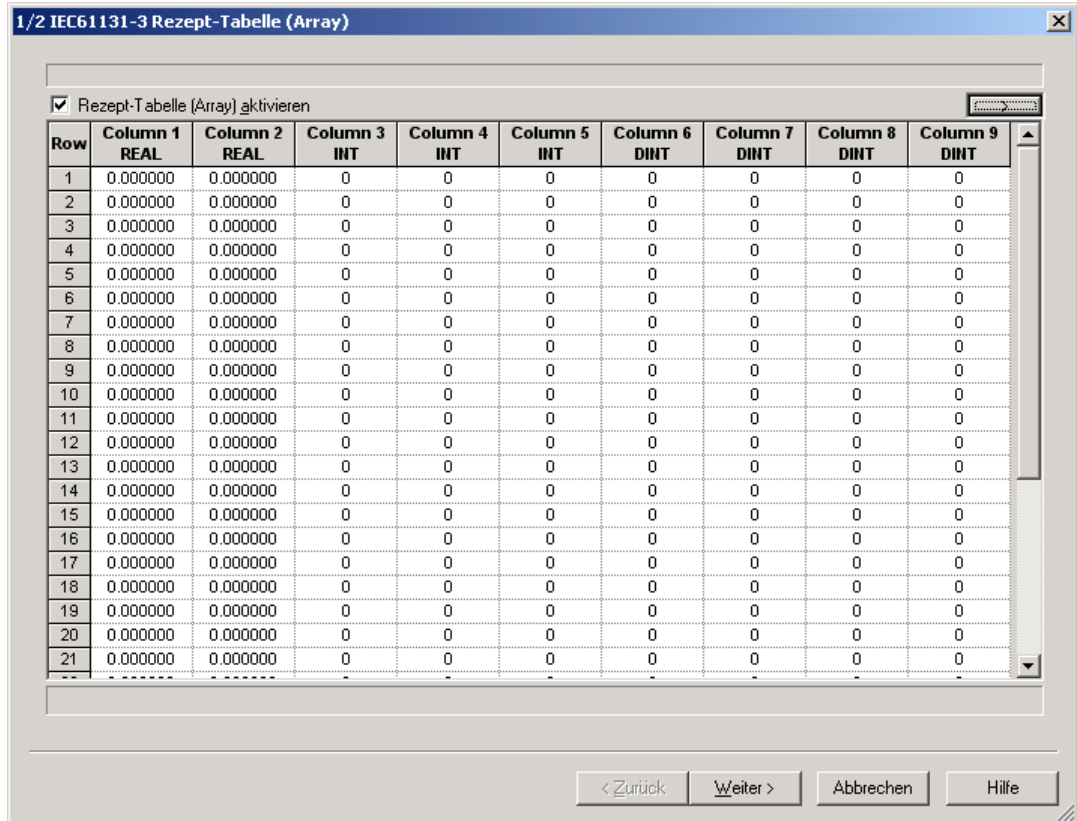 1/2 IEC61131-3 Rezept-Tabelle (Array)
Rezept-Tabelle (Array) aktivieren
>
Row Column 1 REAL Column 2 REAL Column 3 INT Column 4 INT Column 5 INT Column 6 DINT Column 7 DINT Column 8 DINT Column 9 DINT
1 0.000000 0.000000 0 0 0 0 0 0 0
2 0.000000 0.000000 0 0 0 0 0 0 0
3 0.000000 0.000000 0 0 0 0 0 0 0
4 0.000000 0.000000 0 0 0 0 0 0 0
5 0.000000 0.000000 0 0 0 0 0 0 0
6 0.000000 0.000000 0 0 0 0 0 0 0
7 0.000000 0.000000 0 0 0 0 0 0 0
8 0.000000 0.000000 0 0 0 0 0 0 0
9 0.000000 0.000000 0 0 0 0 0 0 0
10 0.000000 0.000000 0 0 0 0 0 0 0
11 0.000000 0.000000 0 0 0 0 0 0 0
12 0.000000 0.000000 0 0 0 0 0 0 0
13 0.000000 0.000000 0 0 0 0 0 0 0
14 0.000000 0.000000 0 0 0 0 0 0 0
15 0.000000 0.000000 0 0 0 0 0 0 0
16 0.000000 0.000000 0 0 0 0 0 0 0
17 0.000000 0.000000 0 0 0 0 0 0 0
18 0.000000 0.000000 0 0 0 0 0 0 0
19 0.000000 0.000000 0 0 0 0 0 0 0
20 0.000000 0.000000 0 0 0 0 0 0 0
21 0.000000 0.000000 0 0 0 0 0 0 0
< Zurück Weiter > Abbrechen Hilfe